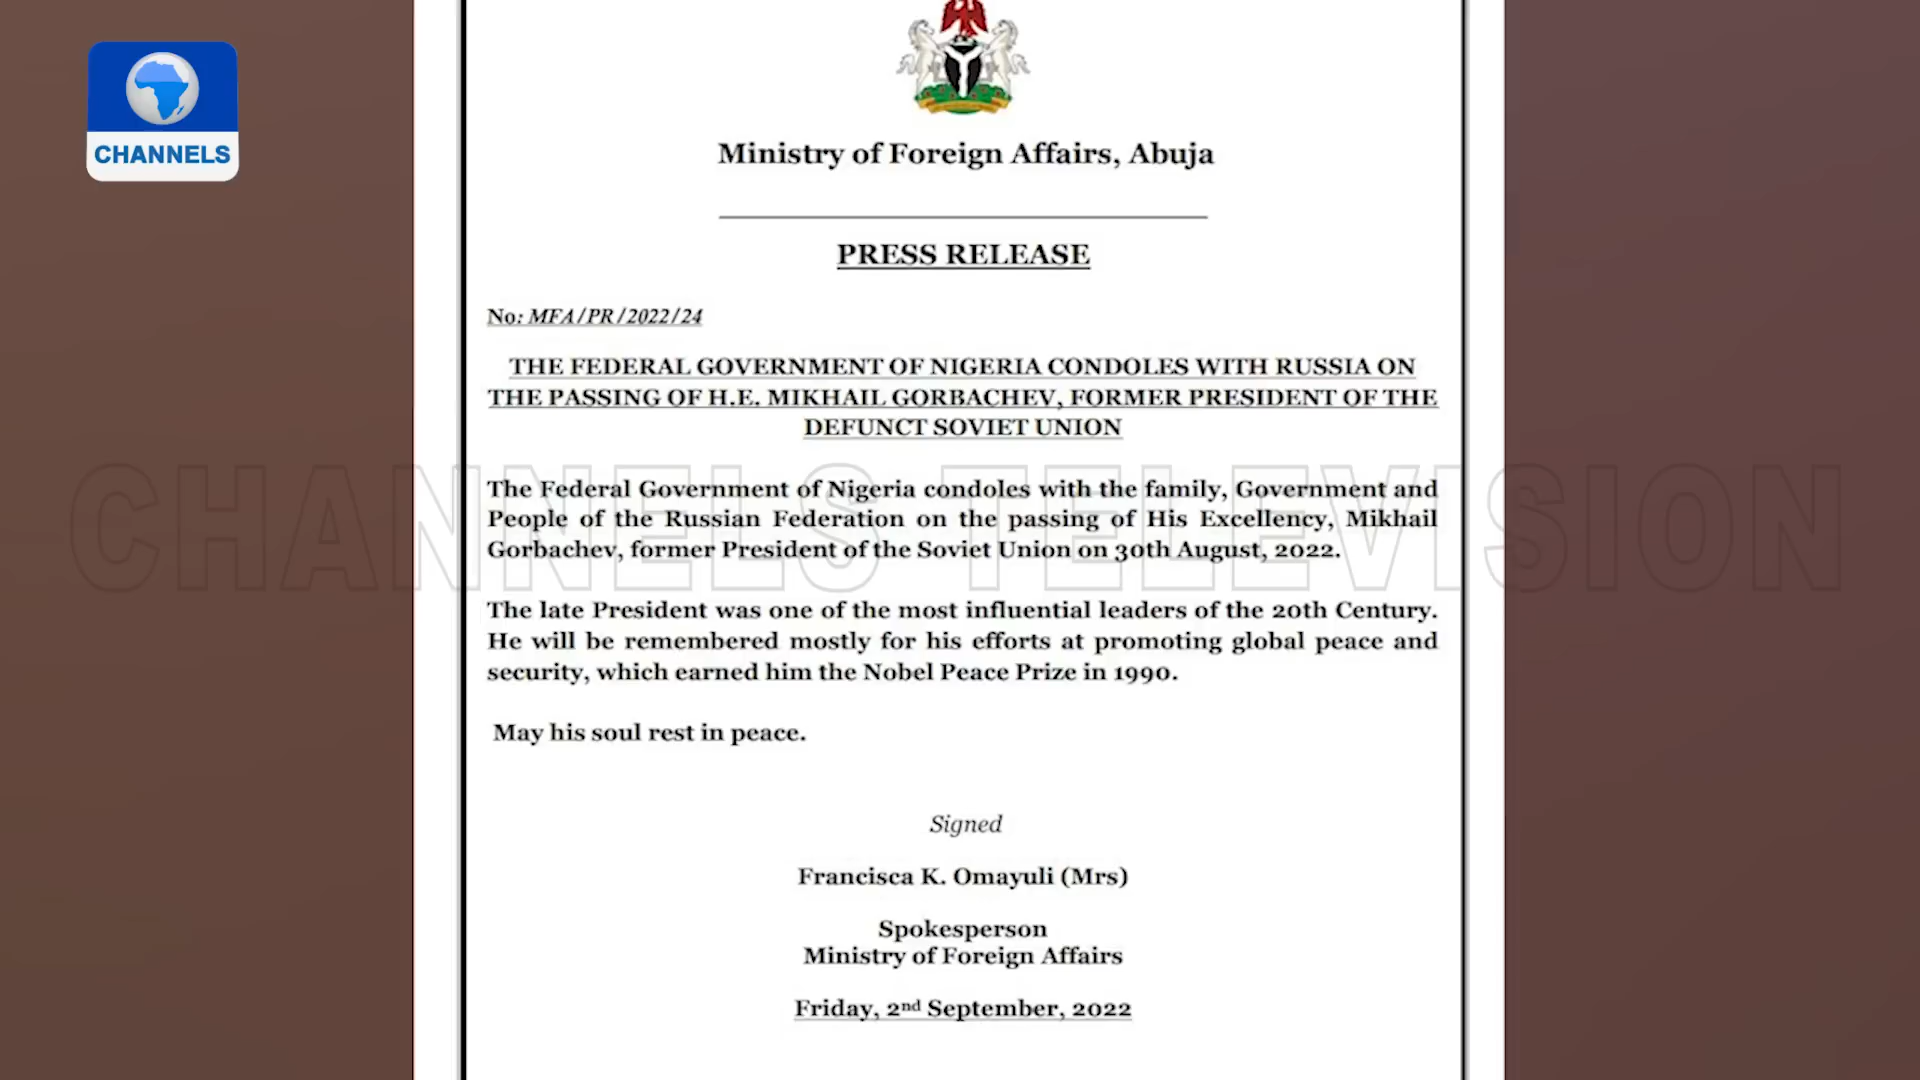 CHANNELS
Ministry of Foreign Affairs, Abuja
PRESS RELEASE
No: MFA/PR/2022/24
THE FEDERAL GOVERNMENT OF NIGERIA CONDOLES WITH RUSSIA ON
THE PASSING OF H.E. MIKHAIL GORBACHEV, FORMER PRESIDENT OF THE
DEFUNCT SOVIET UNION
CHANNELS TELEVISION
The Federal Government of Nigeria condoles with the family, Government and
People of the Russian Federation on the passing of His Excellency, Mikhail
Gorbachev, former President of the Soviet Union on 30th August, 2022.
The late President was one of the most influential leaders of the 20th Century.
He will be remembered mostly for his efforts at promoting global peace and
security, which earned him the Nobel Peace Prize in 1990.
May his soul rest in peace.
Signed
Francisca K. Omayuli (Mrs)
Spokesperson
Ministry of Foreign Affairs
Friday, 2nd September, 2022